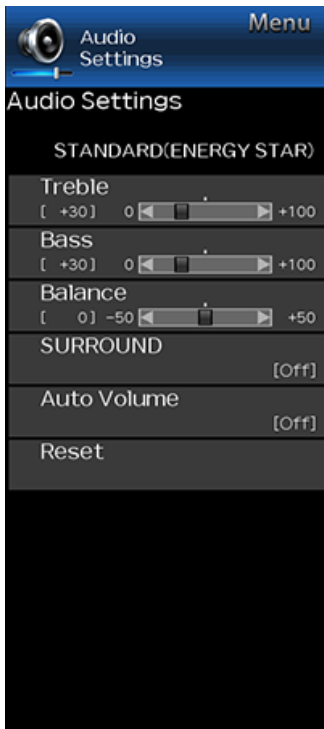 Menu
Audio
Settings
Audio Settings
STANDARD(ENERGY STAR)
Treble
[ +30] 0 +100
Bass
[ +30] 0 +100
Balance
[ 0] -50 +50
SURROUND
[Off]
Auto Volume
[Off]
Reset